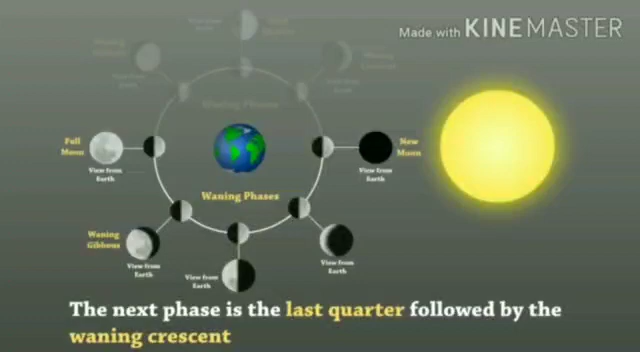 Made with KINEMASTER
Waxing Phases
Full
Moon
View from
Earth
New
Moon
View from
Earth
Waning Phases
Waning
Gibbous
View from
Earth
View from
Earth
View from
Earth
The next phase is the last quarter followed by the
waning crescent